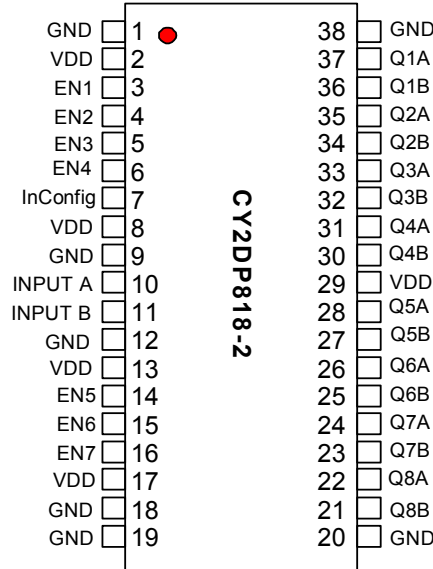 GND 1 38 GND
VDD 2 37 Q1A
EN1 3 36 Q1B
EN2 4 35 Q2A
EN3 5 34 Q2B
EN4 6 33 Q3A
InConfig 7 32 Q3B
VDD 8 31 Q4A
GND 9 30 Q4B
INPUT A 10 29 VDD
INPUT B 11 28 Q5A
GND 12 27 Q5B
VDD 13 26 Q6A
EN5 14 25 Q6B
EN6 15 24 Q7A
EN7 16 23 Q7B
VDD 17 22 Q8A
GND 18 21 Q8B
GND 19 20 GND
CY2DP818-2